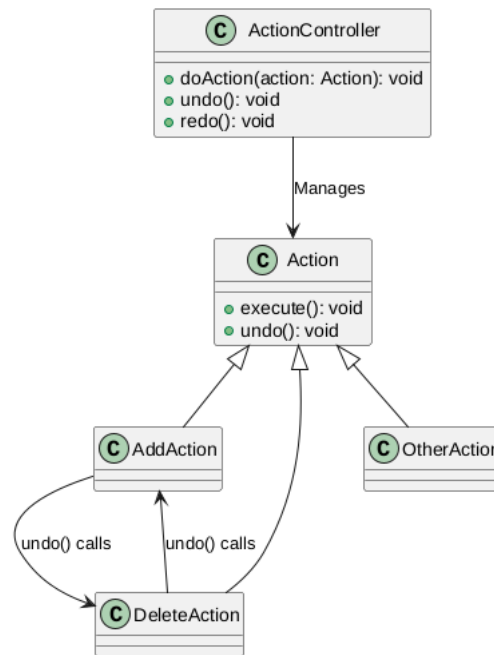 C ActionController
doAction(action: Action): void
undo(): void
redo(): void
Manages
C Action
execute(): void
undo(): void
C AddAction
C OtherAction
undo() calls
undo() calls
C DeleteAction